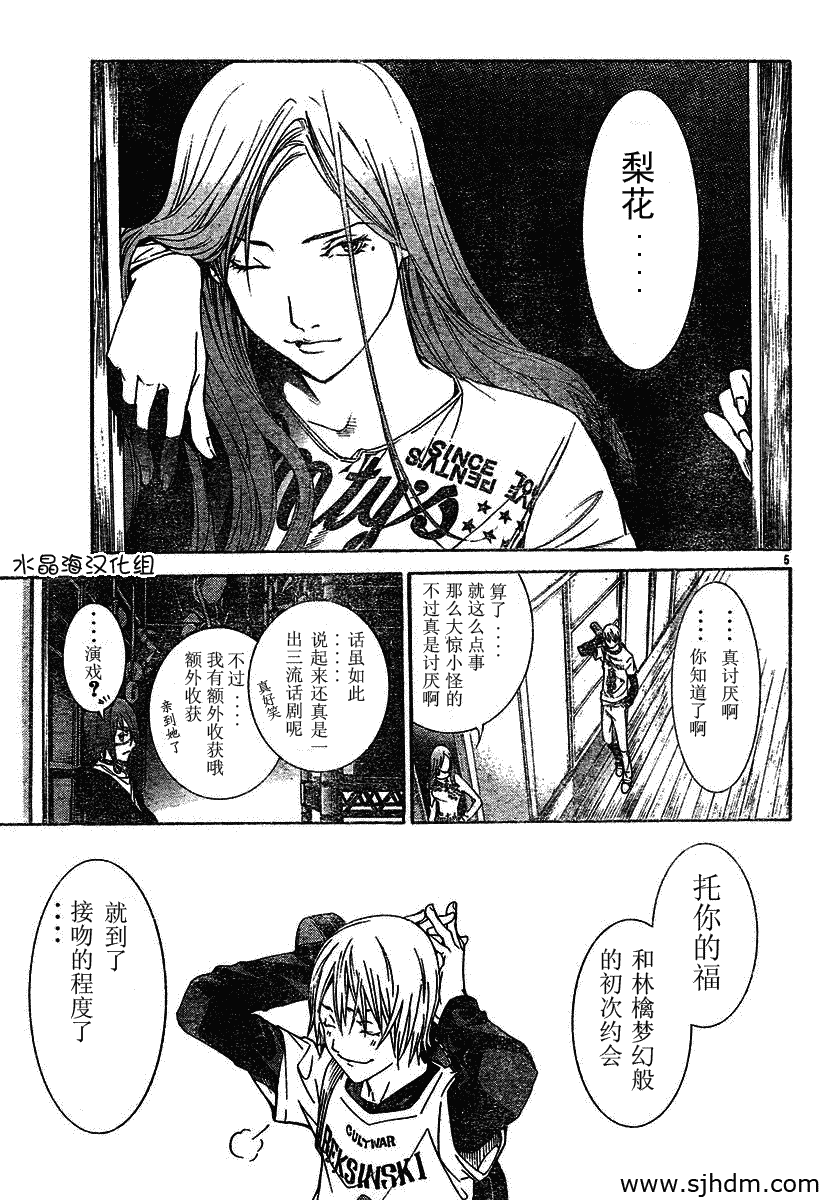 梨花
....
SINCE
PENTY'S
nty's
水晶海汉化组
5
....真讨厌啊
....你知道了啊
算了....
就这么点事
那么大惊小怪的
不过真是讨厌啊
话虽如此
......
说起来还真是一
出三流话剧呢
真好笑
不过....
我有额外收获哦
额外收获
亲到她了
....
演戏?
托你的福
和林檎梦幻般
的初次约会
就到了
接吻的程度了
....
CULTNAR
BEKSINSKI
www.sjhdm.com